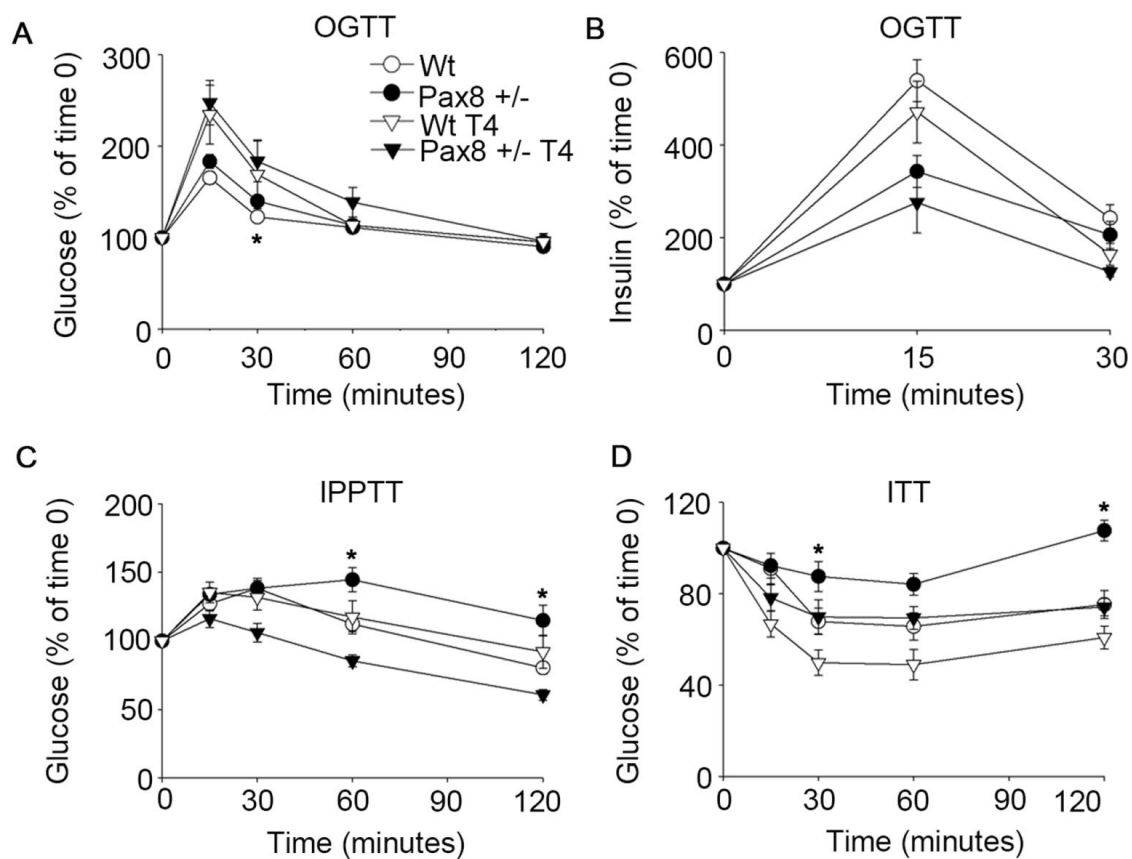 A
OGTT
Glucose (% of time 0)
300
200
100
0
0 30 60 90 120
Time (minutes)
Wt
Pax8 +/-
Wt T4
Pax8 +/- T4
*
B
OGTT
Insulin (% of time 0)
600
400
200
0
0 15 30
Time (minutes)
C
IPPTT
Glucose (% of time 0)
200
150
100
50
0
0 30 60 90 120
Time (minutes)
*
*
D
ITT
Glucose (% of time 0)
120
80
40
0
0 30 60 90 120
Time (minutes)
*
*